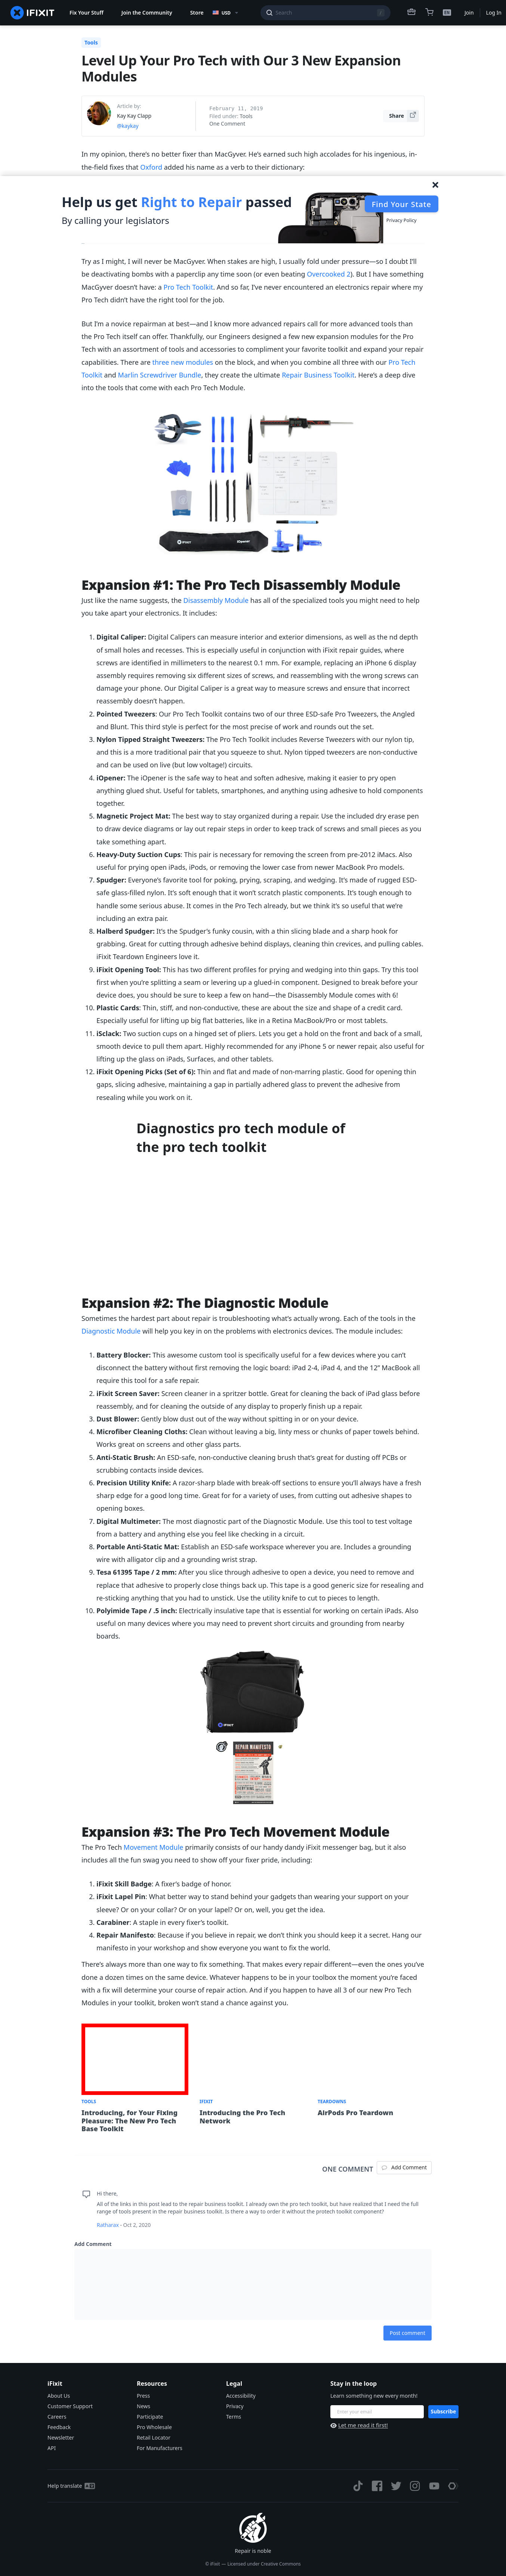 IFIXIT
Fix Your Stuff
Join the Community
Store
USD
Search
Join
Log In
Tools
Level Up Your Pro Tech with Our 3 New Expansion
Modules
Article by:
Kay Kay Clapp
@kaykay
February 11, 2019
Filed under: Tools
One Comment
Share
In my opinion, there's no better fixer than MacGyver. He's earned such high accolades for his ingenious, in-
the-field fixes that Oxford added his name as a verb to their dictionary:
Help us get Right to Repair passed
By calling your legislators
Find Your State
Privacy Policy
Try as I might, I will never be MacGyver. When stakes are high, I usually fold under pressure—so I doubt I'll
be deactivating bombs with a paperclip any time soon (or even beating Overcooked 2). But I have something
MacGyver doesn't have: a Pro Tech Toolkit. And so far, I've never encountered an electronics repair where my
Pro Tech didn't have the right tool for the job.
But I'm a novice repairman at best—and I know more advanced repairs call for more advanced tools than
the Pro Tech itself can offer. Thankfully, our Engineers designed a few new expansion modules for the Pro
Tech with an assortment of tools and accessories to compliment your favorite toolkit and expand your repair
capabilities. There are three new modules on the block, and when you combine all three with our Pro Tech
Toolkit and Marlin Screwdriver Bundle, they create the ultimate Repair Business Toolkit. Here's a deep dive
into the tools that come with each Pro Tech Module.
Expansion #1: The Pro Tech Disassembly Module
Just like the name suggests, the Disassembly Module has all of the specialized tools you might need to help
you take apart your electronics. It includes:
1. Digital Caliper: Digital Calipers can measure interior and exterior dimensions, as well as the nd depth
of small holes and recesses. This is especially useful in conjunction with iFixit repair guides, where
screws are identified in millimeters to the nearest 0.1 mm. For example, replacing an iPhone 6 display
assembly requires removing six different sizes of screws, and reassembling with the wrong screws can
damage your phone. Our Digital Caliper is a great way to measure screws and ensure that incorrect
reassembly doesn't happen.
2. Pointed Tweezers: Our Pro Tech Toolkit contains two of our three ESD-safe Pro Tweezers, the Angled
and Blunt. This third style is perfect for the most precise of work and rounds out the set.
3. Nylon Tipped Straight Tweezers: The Pro Tech Toolkit includes Reverse Tweezers with our nylon tip,
and this is a more traditional pair that you squeeze to shut. Nylon tipped tweezers are non-conductive
and can be used on live (but low voltage!) circuits.
4. iOpener: The iOpener is the safe way to heat and soften adhesive, making it easier to pry open
anything glued shut. Useful for tablets, smartphones, and anything using adhesive to hold components
together.
5. Magnetic Project Mat: The best way to stay organized during a repair. Use the included dry erase pen
to draw device diagrams or lay out repair steps in order to keep track of screws and small pieces as you
take something apart.
6. Heavy-Duty Suction Cups: This pair is necessary for removing the screen from pre-2012 iMacs. Also
useful for prying open iPads, iPods, or removing the lower case from newer MacBook Pro models.
7. Spudger: Everyone's favorite tool for poking, prying, scraping, and wedging. It's made of rugged ESD-
safe glass-filled nylon. It's soft enough that it won't scratch plastic components. It's tough enough to
handle some serious abuse. It comes in the Pro Tech already, but we think it's so useful that we're
including an extra pair.
8. Halberd Spudger: It's the Spudger's funky cousin, with a thin slicing blade and a sharp hook for
grabbing. Great for cutting through adhesive behind displays, cleaning thin crevices, and pulling cables.
iFixit Teardown Engineers love it.
9. iFixit Opening Tool: This has two different profiles for prying and wedging into thin gaps. Try this tool
first when you're splitting a seam or levering up a glued-in component. Designed to break before your
device does, you should be sure to keep a few on hand—the Disassembly Module comes with 6!
10. Plastic Cards: Thin, stiff, and non-conductive, these are about the size and shape of a credit card.
Especially useful for lifting up big flat batteries, like in a Retina MacBook/Pro or most tablets.
11. iSclack: Two suction cups on a hinged set of pliers. Lets you get a hold on the front and back of a small,
smooth device to pull them apart. Highly recommended for any iPhone 5 or newer repair, also useful for
lifting up the glass on iPads, Surfaces, and other tablets.
12. iFixit Opening Picks (Set of 6): Thin and flat and made of non-marring plastic. Good for opening thin
gaps, slicing adhesive, maintaining a gap in partially adhered glass to prevent the adhesive from
resealing while you work on it.
Diagnostics pro tech module of
the pro tech toolkit
Expansion #2: The Diagnostic Module
Sometimes the hardest part about repair is troubleshooting what's actually wrong. Each of the tools in the
Diagnostic Module will help you key in on the problems with electronics devices. The module includes:
1. Battery Blocker: This awesome custom tool is specifically useful for a few devices where you can't
disconnect the battery without first removing the logic board: iPad 2-4, iPad 4, and the 12" MacBook all
require this tool for a safe repair.
2. iFixit Screen Saver: Screen cleaner in a spritzer bottle. Great for cleaning the back of iPad glass before
reassembly, and for cleaning the outside of any display to properly finish up a repair.
3. Dust Blower: Gently blow dust out of the way without spitting in or on your device.
4. Microfiber Cleaning Cloths: Clean without leaving a big, linty mess or chunks of paper towels behind.
Works great on screens and other glass parts.
5. Anti-Static Brush: An ESD-safe, non-conductive cleaning brush that's great for dusting off PCBs or
scrubbing contacts inside devices.
6. Precision Utility Knife: A razor-sharp blade with break-off sections to ensure you'll always have a fresh
sharp edge for a good long time. Great for for a variety of uses, from cutting out adhesive shapes to
opening boxes.
7. Digital Multimeter: The most diagnostic part of the Diagnostic Module. Use this tool to test voltage
from a battery and anything else you feel like checking in a circuit.
8. Portable Anti-Static Mat: Establish an ESD-safe workspace wherever you are. Includes a grounding
wire with alligator clip and a grounding wrist strap.
9. Tesa 61395 Tape / 2 mm: After you slice through adhesive to open a device, you need to remove and
replace that adhesive to properly close things back up. This tape is a good generic size for resealing and
re-sticking anything that you had to unstick. Use the utility knife to cut to pieces to length.
10. Polyimide Tape / .5 inch: Electrically insulative tape that is essential for working on certain iPads. Also
useful on many devices where you may need to prevent short circuits and grounding from nearby
boards.
IFIXIT
REPAIR MANIFESTO
Expansion #3: The Pro Tech Movement Module
The Pro Tech Movement Module primarily consists of our handy dandy iFixit messenger bag, but it also
includes all the fun swag you need to show off your fixer pride, including:
1. iFixit Skill Badge: A fixer's badge of honor.
2. iFixit Lapel Pin: What better way to stand behind your gadgets than wearing your support on your
sleeve? Or on your collar? Or on your lapel? Or on, well, you get the idea.
3. Carabiner: A staple in every fixer's toolkit.
4. Repair Manifesto: Because if you believe in repair, we don't think you should keep it a secret. Hang our
manifesto in your workshop and show everyone you want to fix the world.
There's always more than one way to fix something. That makes every repair different—even the ones you've
done a dozen times on the same device. Whatever happens to be in your toolbox the moment you're faced
with a fix will determine your course of repair action. And if you happen to have all 3 of our new Pro Tech
Modules in your toolkit, broken won't stand a chance against you.
TOOLS
Introducing, for Your Fixing
Pleasure: The New Pro Tech
Base Toolkit
IFIXIT
Introducing the Pro Tech
Network
TEARDOWNS
AirPods Pro Teardown
ONE COMMENT
Add Comment
Hi there,
All of the links in this post lead to the repair business toolkit. I already own the pro tech toolkit, but have realized that I need the full
range of tools present in the repair business toolkit. Is there a way to order it without the protech toolkit component?
Ratharax - Oct 2, 2020
Add Comment
Post comment
iFixit
About Us
Customer Support
Careers
Feedback
Newsletter
API
Resources
Press
News
Participate
Pro Wholesale
Retail Locator
For Manufacturers
Legal
Accessibility
Privacy
Terms
Stay in the loop
Learn something new every month!
Enter your email
Subscribe
Let me read it first!
Help translate
Repair is noble
© iFixit — Licensed under Creative Commons